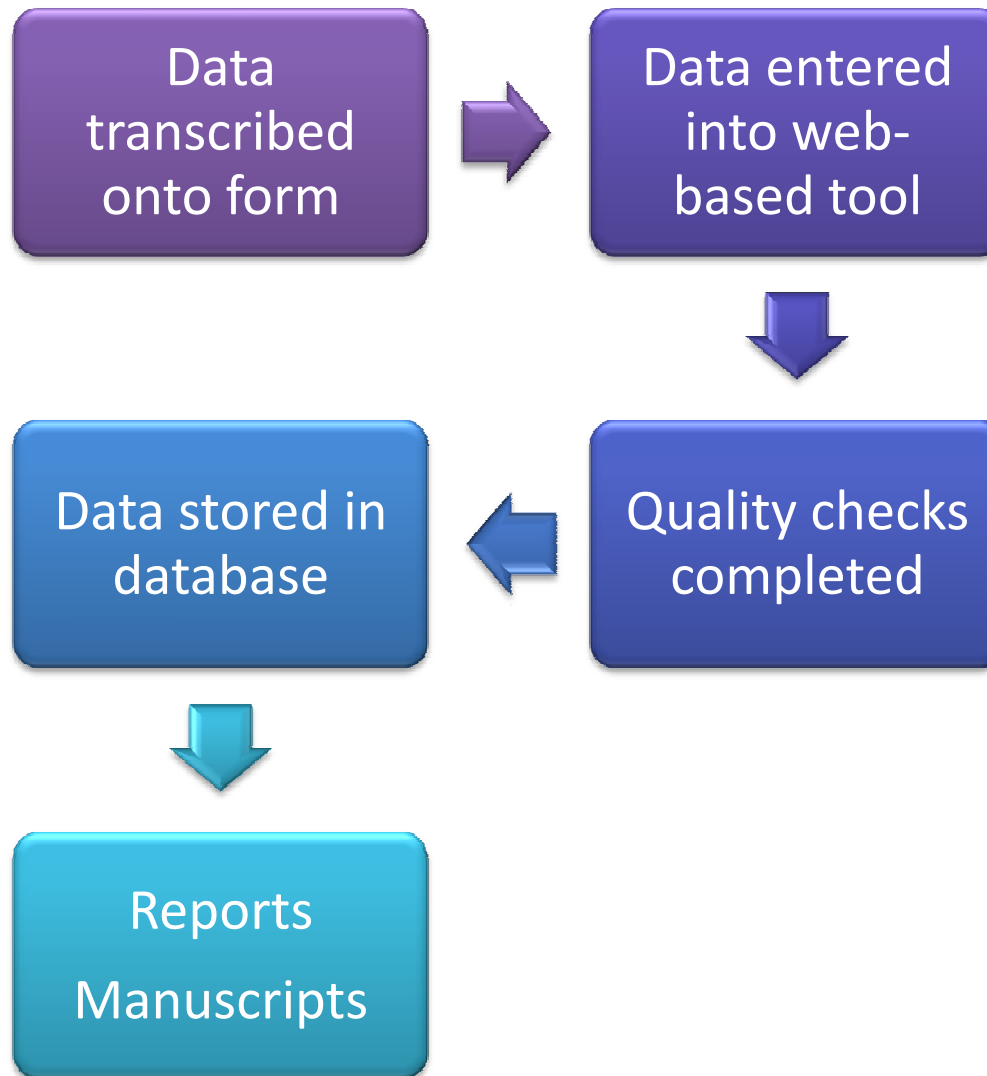 Data
transcribed
onto form
Data entered
into web-
based tool
Quality checks
completed
Data stored in
database
Reports
Manuscripts